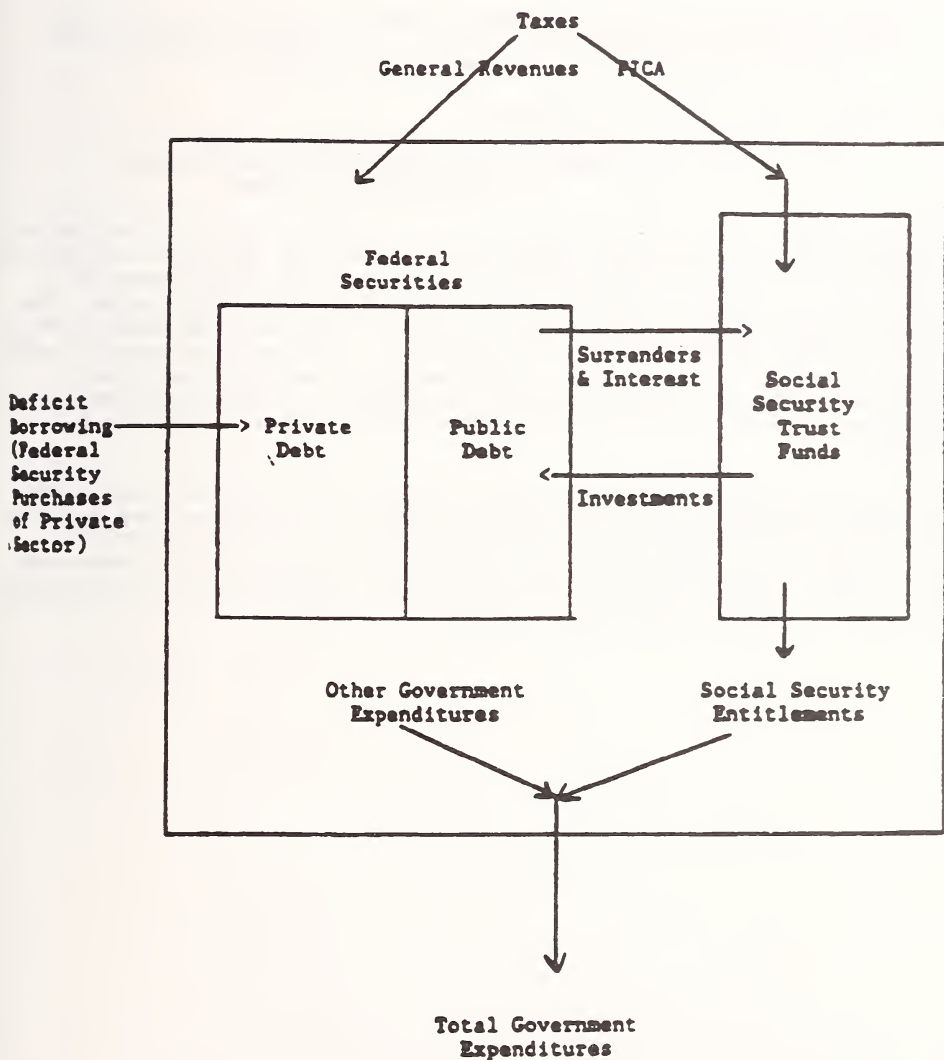 Taxes
General Revenues FICA
Federal
Securities
Surrenders
& Interest
Social
Security
Trust
Funds
Deficit
Borrowing
(Federal
Security
Purchases
of Private
Sector)
Private
Debt
Public
Debt
Investments
Other Government
Expenditures
Social Security
Entitlements
Total Government
Expenditures